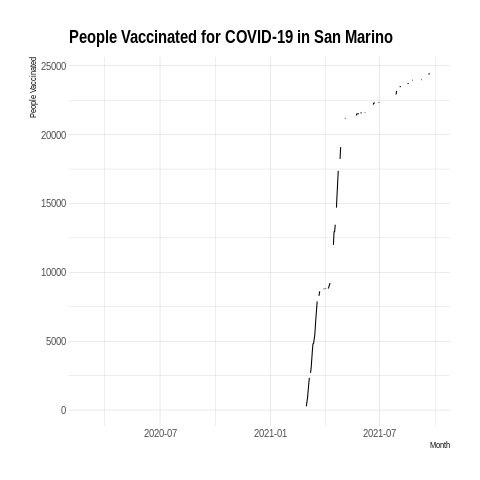 People Vaccinated for COVID-19 in San Marino
People Vaccinated
25000
20000
15000
10000
5000
0
2020-07 2021-01 2021-07
Month